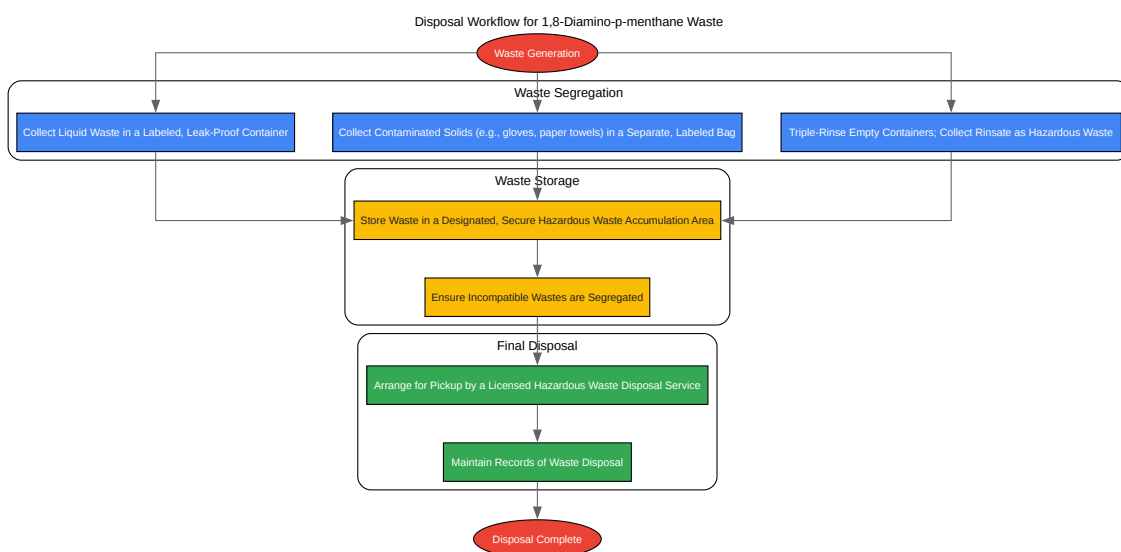 Disposal Workflow for 1,8-Diamino-p-menthane Waste
Waste Generation
Waste Segregation
Collect Liquid Waste in a Labeled, Leak-Proof Container
Collect Contaminated Solids (e.g., gloves, paper towels) in a Separate, Labeled Bag
Triple-Rinse Empty Containers; Collect Rinsate as Hazardous Waste
Waste Storage
Store Waste in a Designated, Secure Hazardous Waste Accumulation Area
Ensure Incompatible Wastes are Segregated
Final Disposal
Arrange for Pickup by a Licensed Hazardous Waste Disposal Service
Maintain Records of Waste Disposal
Disposal Complete